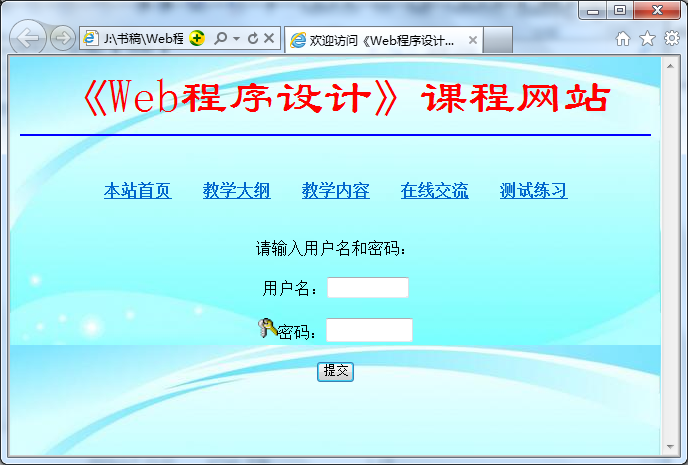 J:\书稿\Web程
欢迎访问《Web程序设计...
《Web程序设计》课程网站
本站首页 教学大纲 教学内容 在线交流 测试练习
请输入用户名和密码：
用户名：
密码：
提交